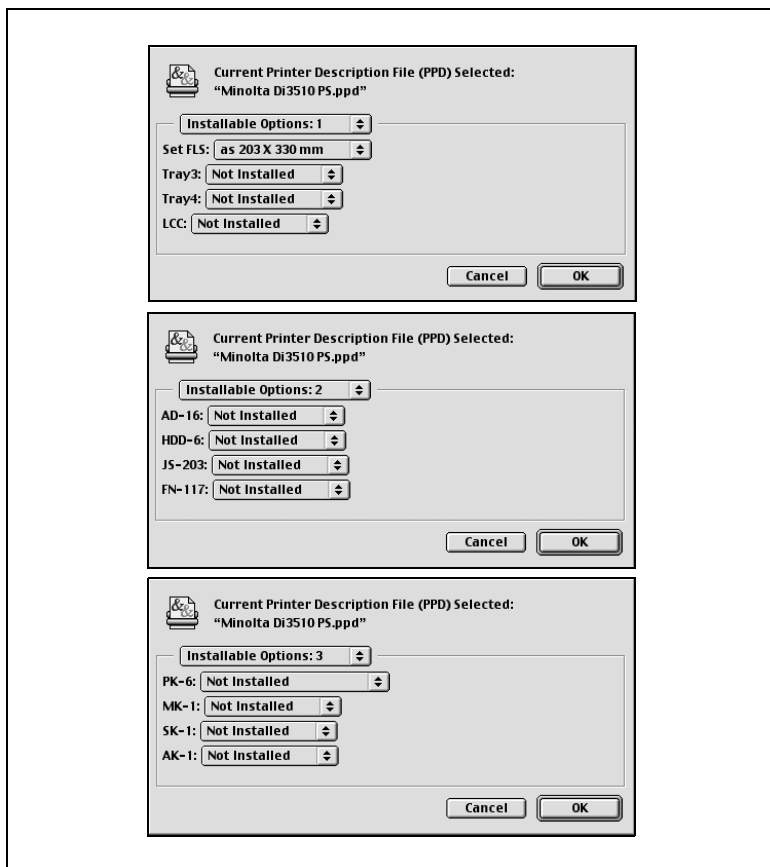 Current Printer Description File (PPD) Selected:
“Minolta Di3510 PS.ppd”
Installable Options: 1
Set FLS: as 203 X 330 mm
Tray3: Not Installed
Tray4: Not Installed
LCC: Not Installed
Cancel OK
Current Printer Description File (PPD) Selected:
“Minolta Di3510 PS.ppd”
Installable Options: 2
AD-16: Not Installed
HDD-6: Not Installed
JS-203: Not Installed
FN-117: Not Installed
Cancel OK
Current Printer Description File (PPD) Selected:
“Minolta Di3510 PS.ppd”
Installable Options: 3
PK-6: Not Installed
MK-1: Not Installed
SK-1: Not Installed
AK-1: Not Installed
Cancel OK